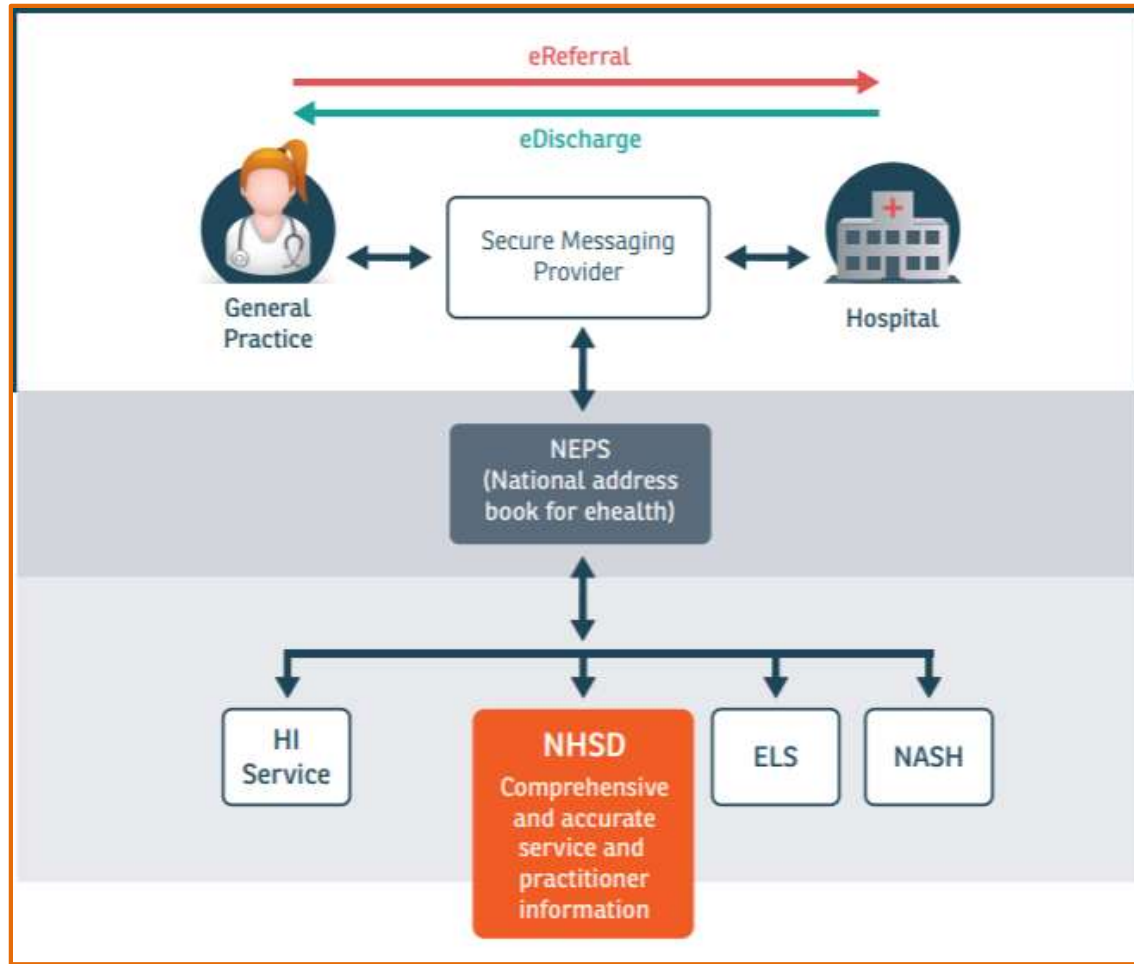 eReferral
eDischarge
General
Practice
Secure Messaging
Provider
Hospital
NEPS
(National address
book for ehealth)
HI
Service
NHSD
Comprehensive
and accurate
service and
practitioner
information
ELS
NASH